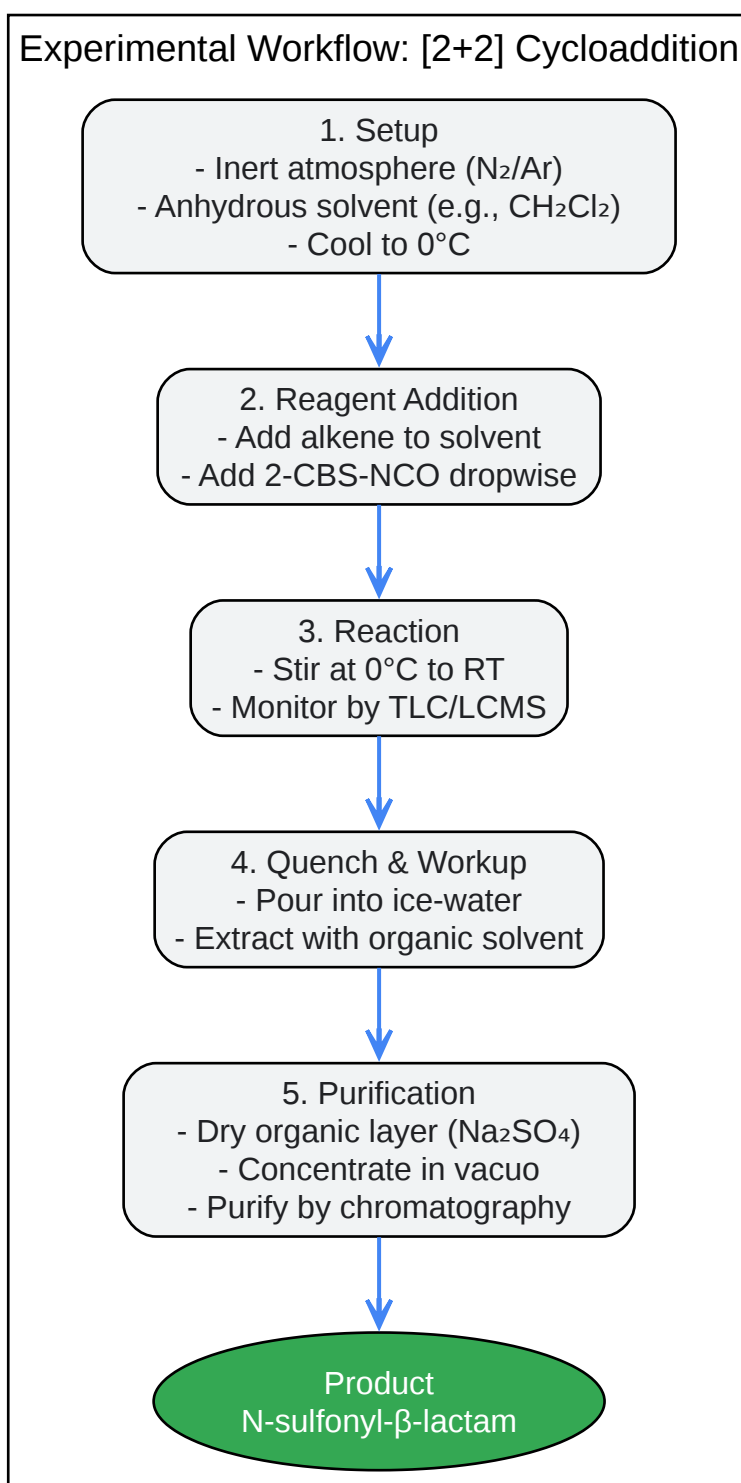 Experimental Workflow: [2+2] Cycloaddition
1. Setup
- Inert atmosphere (N₂/Ar)
- Anhydrous solvent (e.g., CH₂Cl₂)
- Cool to 0°C
2. Reagent Addition
- Add alkene to solvent
- Add 2-CBS-NCO dropwise
3. Reaction
- Stir at 0°C to RT
- Monitor by TLC/LCMS
4. Quench & Workup
- Pour into ice-water
- Extract with organic solvent
5. Purification
- Dry organic layer (Na₂SO₄)
- Concentrate in vacuo
- Purify by chromatography
Product
N-sulfonyl-β-lactam